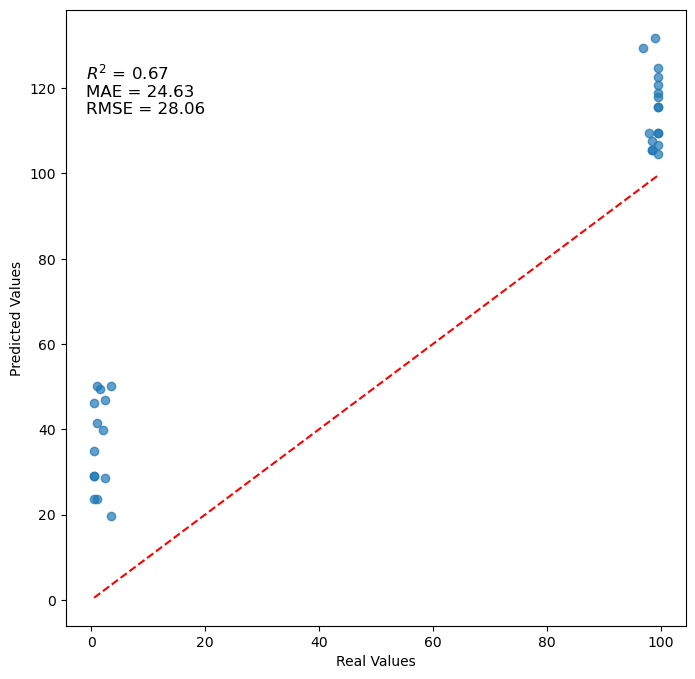 R² = 0.67
MAE = 24.63
RMSE = 28.06
120
100
80
60
40
20
0
Predicted Values
0 20 40 60 80 100
Real Values